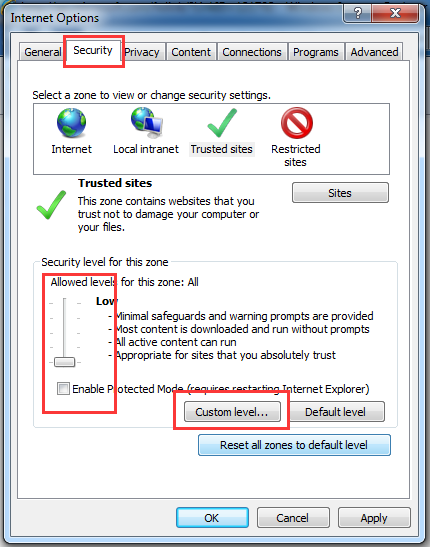 Internet Options
General Security Privacy Content Connections Programs Advanced
Select a zone to view or change security settings.
Internet Local intranet Trusted sites Restricted
sites
Trusted sites
Sites
This zone contains websites that you
trust not to damage your computer or
your files.
Security level for this zone
Allowed levels for this zone: All
Low
- Minimal safeguards and warning prompts are provided
- Most content is downloaded and run without prompts
- All active content can run
- Appropriate for sites that you absolutely trust
Enable Protected Mode (requires restarting Internet Explorer)
Custom level... Default level
Reset all zones to default level
OK Cancel Apply